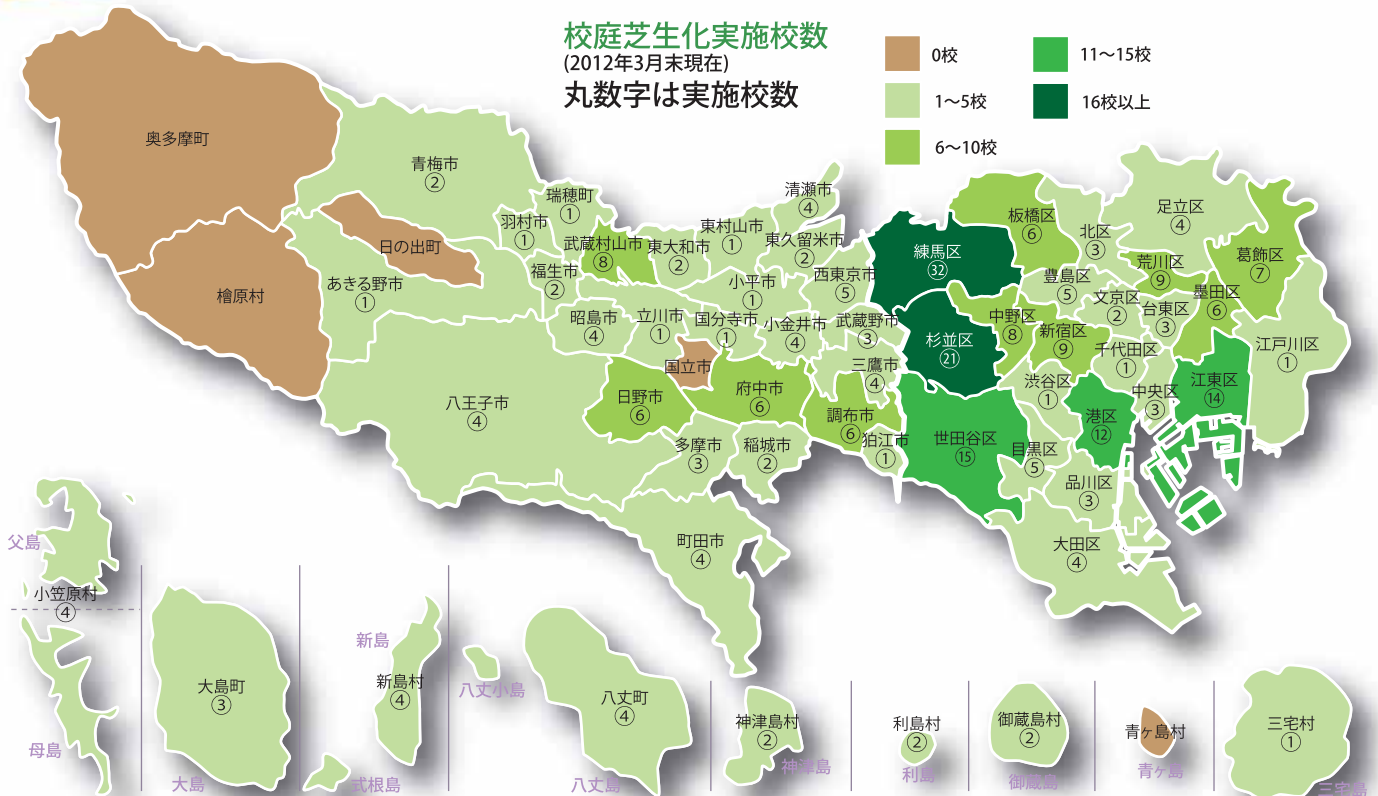 校庭芝生化実施校数
(2012年3月末現在)
丸数字は実施校数
0校
1〜5校
6〜10校
11〜15校
16校以上
奥多摩町
青梅市
②
瑞穂町
①
羽村市
①
武蔵村山市
⑧
東大和市
②
東村山市
①
清瀬市
④
東久留米市
②
日の出町
檜原村
あきる野市
①
福生市
②
昭島市
④
立川市
①
小平市
①
国分寺市
①
小金井市
④
西東京市
⑤
武蔵野市
③
三鷹市
④
国立市
八王子市
④
日野市
⑥
府中市
⑥
調布市
⑥
狛江市
①
多摩市
③
稲城市
②
町田市
④
練馬区
㉜
板橋区
⑥
北区
③
足立区
④
葛飾区
⑦
荒川区
⑨
豊島区
⑤
文京区
②
台東区
③
墨田区
⑥
杉並区
㉑
中野区
⑧
新宿区
⑨
千代田区
①
江戸川区
①
渋谷区
①
港区
⑫
中央区
③
江東区
⑭
世田谷区
⑮
目黒区
⑤
品川区
③
大田区
④
父島
小笠原村
④
母島
大島町
③
大島
新島
新島村
④
式根島
八丈小島
八丈町
④
八丈島
神津島村
②
神津島
利島村
②
利島
御蔵島村
②
御蔵島
青ヶ島村
青ヶ島
三宅村
①
三宅島